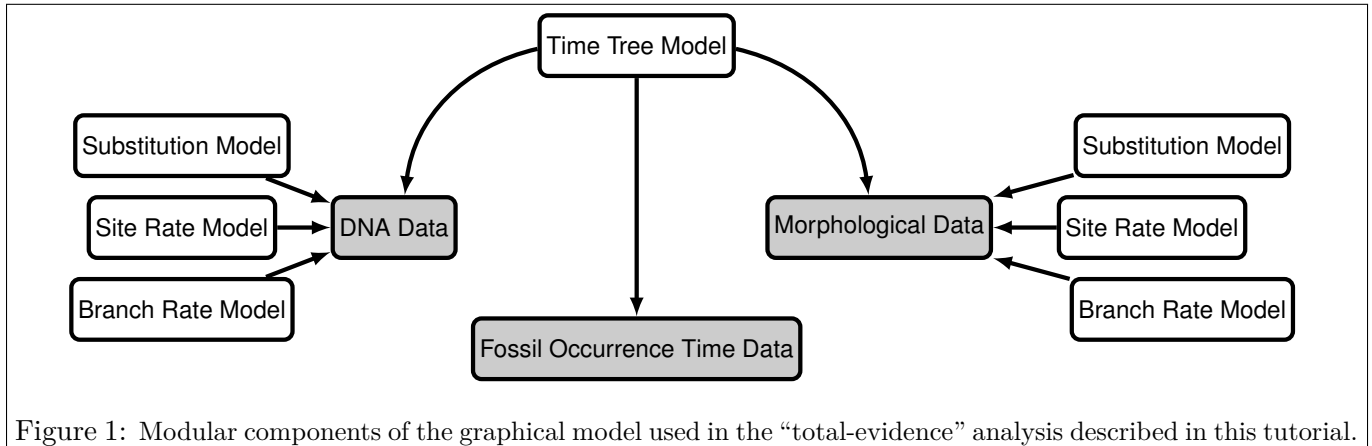 Time Tree Model
Substitution Model
Site Rate Model
Branch Rate Model
DNA Data
Morphological Data
Substitution Model
Site Rate Model
Branch Rate Model
Fossil Occurrence Time Data
Figure 1: Modular components of the graphical model used in the “total-evidence” analysis described in this tutorial.